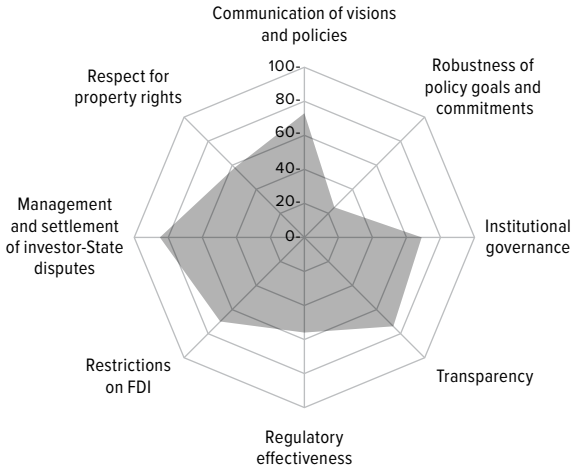 Communication of visions
and policies
Robustness of
policy goals and
commitments
Institutional
governance
Transparency
Regulatory
effectiveness
Restrictions
on FDI
Management
and settlement
of investor-State
disputes
Respect for
property rights
100-
80-
60-
40-
20-
0-